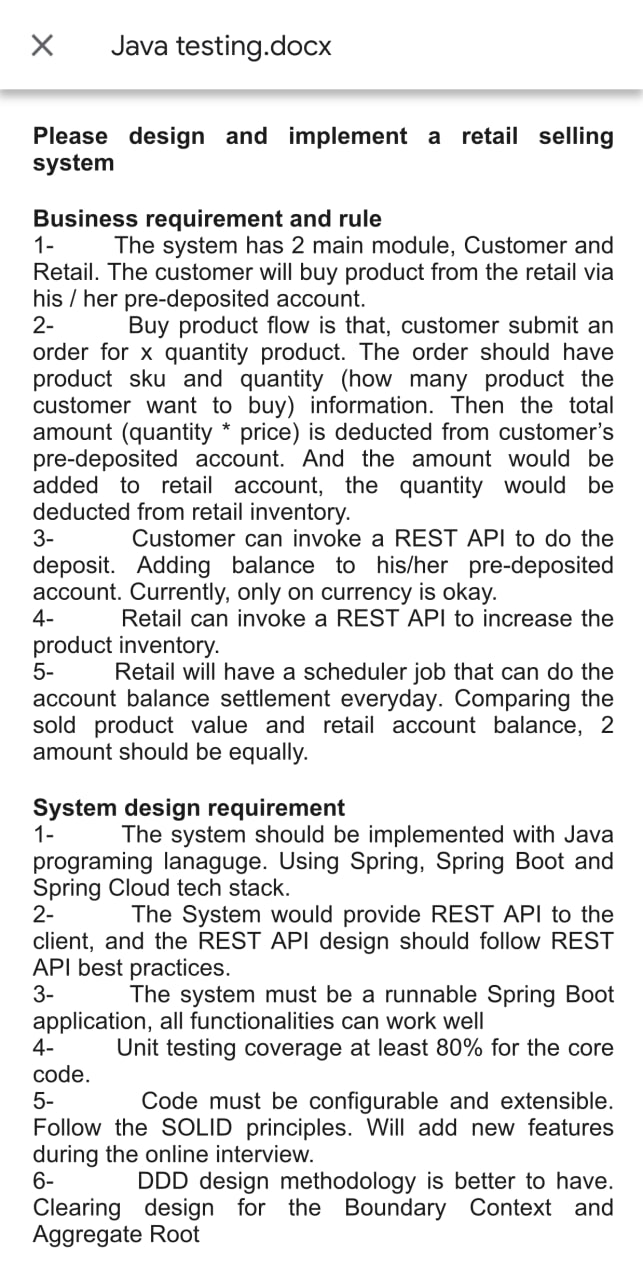 Java testing.docx
Please design and implement a retail selling
system
Business requirement and rule
1- The system has 2 main module, Customer and
Retail. The customer will buy product from the retail via
his / her pre-deposited account.
2- Buy product flow is that, customer submit an
order for x quantity product. The order should have
product sku and quantity (how many product the
customer want to buy) information. Then the total
amount (quantity * price) is deducted from customer's
pre-deposited account. And the amount would be
added to retail account, the quantity would be
deducted from retail inventory.
3- Customer can invoke a REST API to do the
deposit. Adding balance to his/her pre-deposited
account. Currently, only on currency is okay.
4- Retail can invoke a REST API to increase the
product inventory.
5- Retail will have a scheduler job that can do the
account balance settlement everyday. Comparing the
sold product value and retail account balance, 2
amount should be equally.
System design requirement
1- The system should be implemented with Java
programing lanaguge. Using Spring, Spring Boot and
Spring Cloud tech stack.
2- The System would provide REST API to the
client, and the REST API design should follow REST
API best practices.
3- The system must be a runnable Spring Boot
application, all functionalities can work well
4- Unit testing coverage at least 80% for the core
code.
5- Code must be configurable and extensible.
Follow the SOLID principles. Will add new features
during the online interview.
6- DDD design methodology is better to have.
Clearing design for the Boundary Context and
Aggregate Root